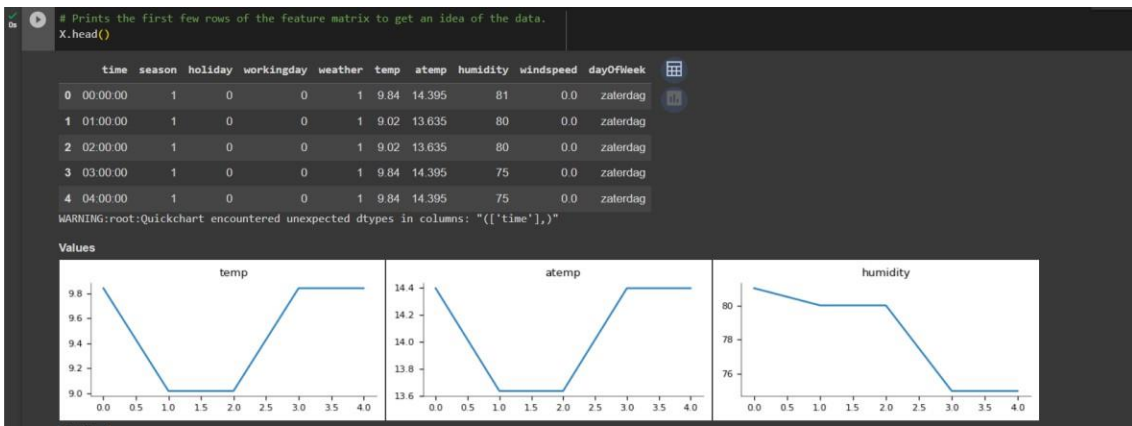 0s
# Prints the first few rows of the feature matrix to get an idea of the data.
X.head()
time season holiday workingday weather temp atemp humidity windspeed dayOfWeek
0 00:00:00 1 0 0 1 9.84 14.395 81 0.0 zaterdag
1 01:00:00 1 0 0 1 9.02 13.635 80 0.0 zaterdag
2 02:00:00 1 0 0 1 9.02 13.635 80 0.0 zaterdag
3 03:00:00 1 0 0 1 9.84 14.395 75 0.0 zaterdag
4 04:00:00 1 0 0 1 9.84 14.395 75 0.0 zaterdag
WARNING:root:Quickchart encountered unexpected dtypes in columns: "(['time'],)"
Values
temp
9.8
9.6
9.4
9.2
9.0
0.0 0.5 1.0 1.5 2.0 2.5 3.0 3.5 4.0
atemp
14.4
14.2
14.0
13.8
13.6
0.0 0.5 1.0 1.5 2.0 2.5 3.0 3.5 4.0
humidity
80
78
76
0.0 0.5 1.0 1.5 2.0 2.5 3.0 3.5 4.0